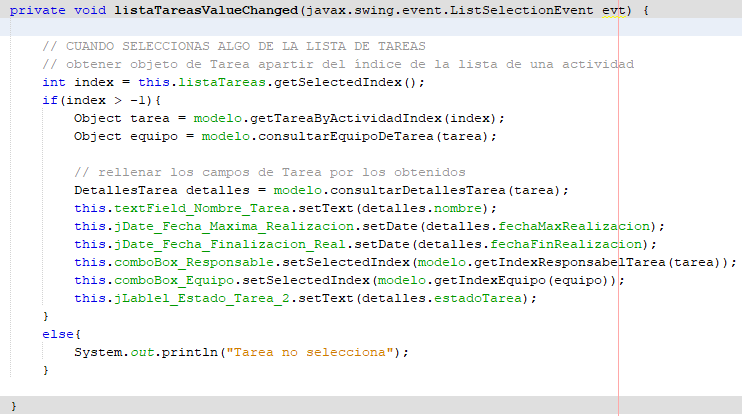 private void listaTareasValueChanged(javax.swing.event.ListSelectionEvent evt) {
// CUANDO SELECCIONAS ALGO DE LA LISTA DE TAREAS
// obtener objeto de Tarea apartir del índice de la lista de una actividad
int index = this.listaTareas.getSelectedIndex();
if(index > -1){
Object tarea = modelo.getTareaByActividadIndex(index);
Object equipo = modelo.consultarEquipoDeTarea(tarea);
// rellenar los campos de Tarea por los obtenidos
DetallesTarea detalles = modelo.consultarDetallesTarea(tarea);
this.textField_Nombre_Tarea.setText(detalles.nombre);
this.jDate_Fecha_Maxima_Realizacion.setDate(detalles.fechaMaxRealizacion);
this.jDate_Fecha_Finalizacion_Real.setDate(detalles.fechaFinRealizacion);
this.comboBox_Responsable.setSelectedIndex(modelo.getIndexResponsabelTarea(tarea));
this.comboBox_Equipo.setSelectedIndex(modelo.getIndexEquipo(equipo));
this.jLablel_Estado_Tarea_2.setText(detalles.estadoTarea);
}
else{
System.out.println("Tarea no selecciona");
}
}